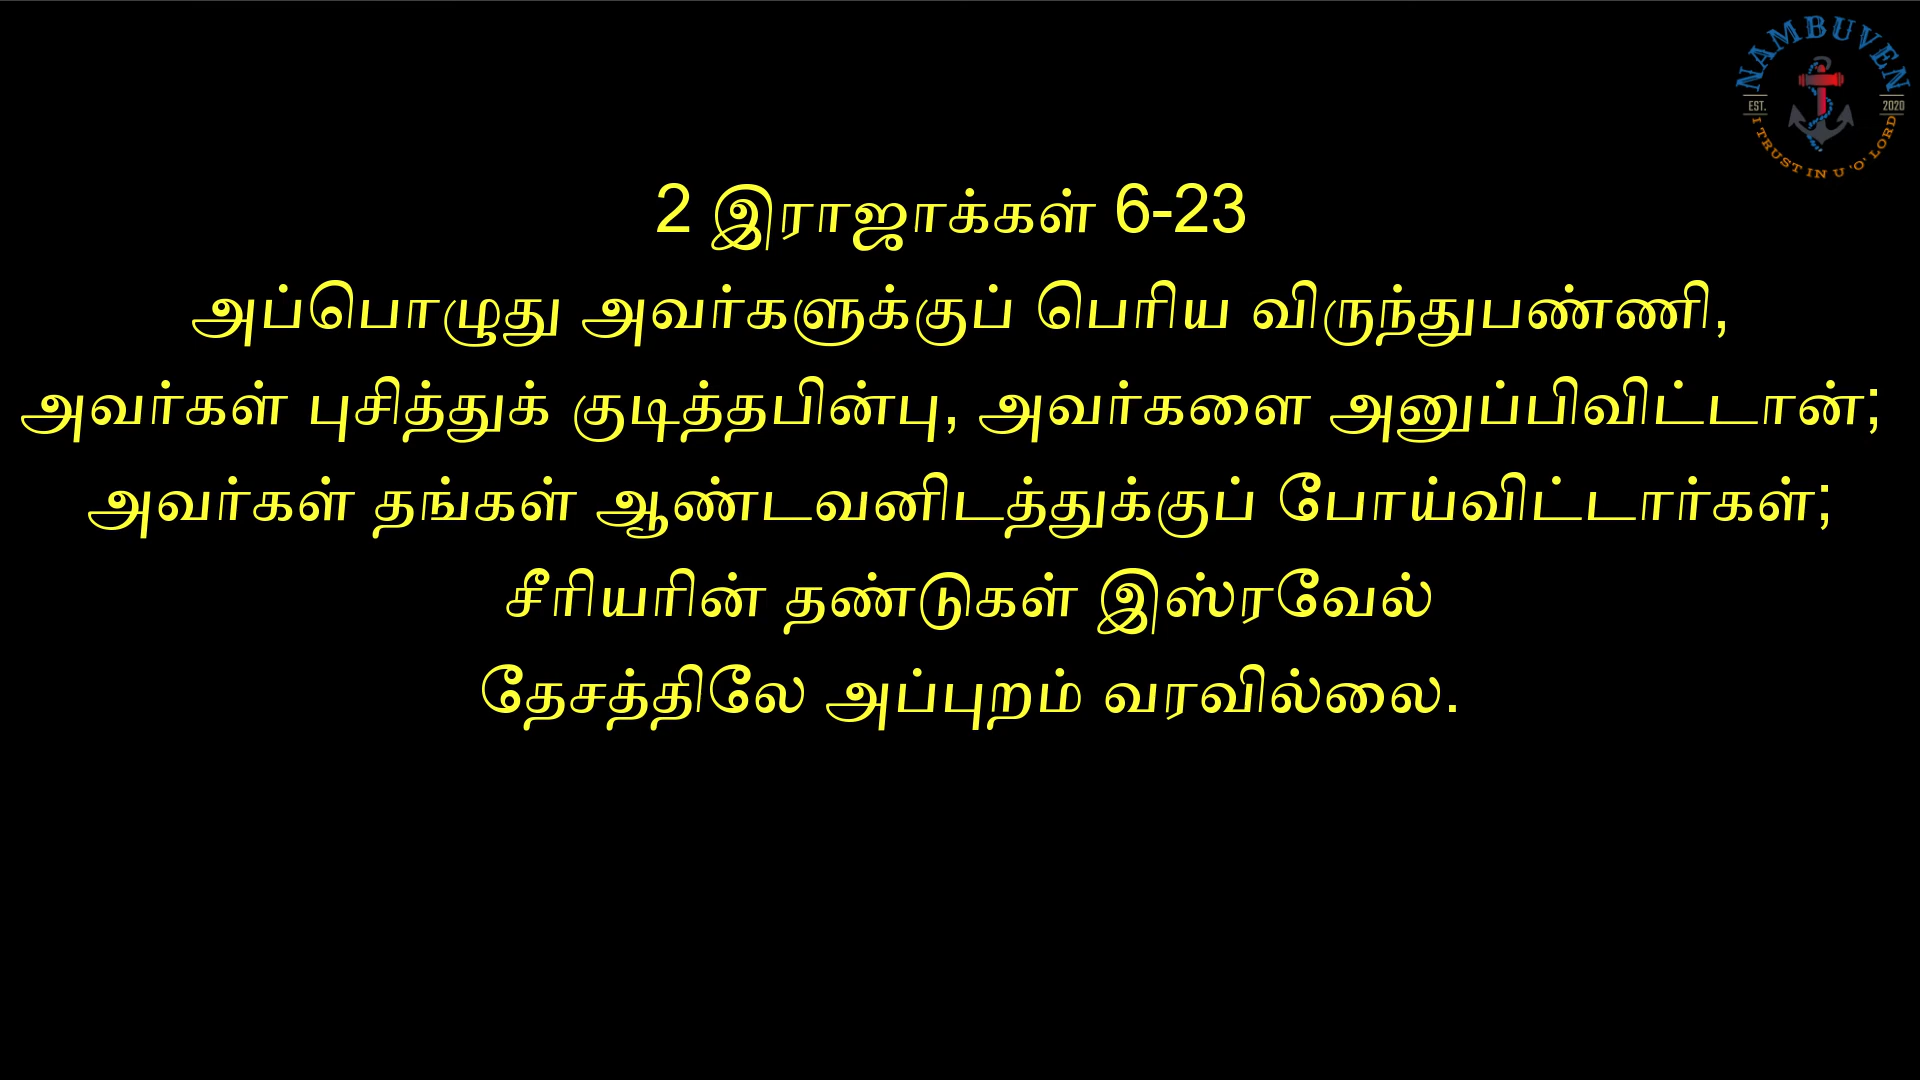 NAMBUVEN
EST. 2020
I TRUST IN U 'O' LORD
2 இராஜாக்கள் 6-23
அப்பொழுது அவர்களுக்குப் பெரிய விருந்துபண்ணி,
அவர்கள் புசித்துக் குடித்தபின்பு, அவர்களை அனுப்பிவிட்டான்;
அவர்கள் தங்கள் ஆண்டவனிடத்துக்குப் போய்விட்டார்கள்;
சீரியரின் தண்டுகள் இஸ்ரவேல்
தேசத்திலே அப்புறம் வரவில்லை.